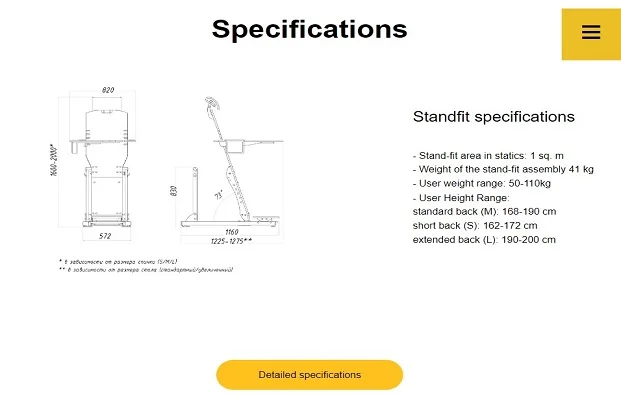 Specifications
820
1660-2000*
572
830
73°
1160
1225-1275**
* в зависимости от размера спинки (S/M/L)
** в зависимости от размера стола (стандартный/увеличенный)
Standfit specifications
- Stand-fit area in statics: 1 sq. m
- Weight of the stand-fit assembly 41 kg
- User weight range: 50-110kg
- User Height Range:
standard back (M): 168-190 cm
short back (S): 162-172 cm
extended back (L): 190-200 cm
Detailed specifications